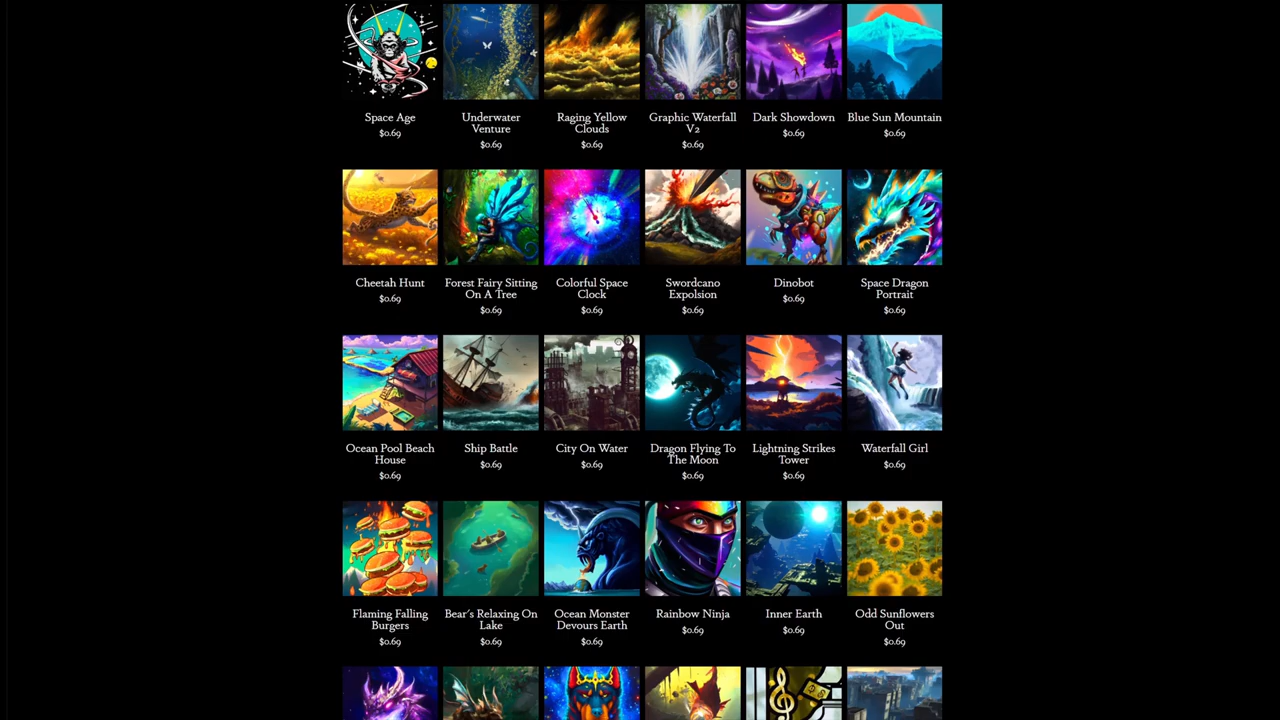 Space Age
$0.69
Underwater
Venture
$0.69
Raging Yellow
Clouds
$0.69
Graphic Waterfall
V2
$0.69
Dark Showdown
$0.69
Blue Sun Mountain
$0.69
Cheetah Hunt
$0.69
Forest Fairy Sitting
On A Tree
$0.69
Colorful Space
Clock
$0.69
Swordcano
Expolsion
$0.69
Dinobot
$0.69
Space Dragon
Portrait
$0.69
Ocean Pool Beach
House
$0.69
Ship Battle
$0.69
City On Water
$0.69
Dragon Flying To
The Moon
$0.69
Lightning Strikes
Tower
$0.69
Waterfall Girl
$0.69
Flaming Falling
Burgers
$0.69
Bear's Relaxing On
Lake
$0.69
Ocean Monster
Devours Earth
$0.69
Rainbow Ninja
$0.69
Inner Earth
$0.69
Odd Sunflowers
Out
$0.69